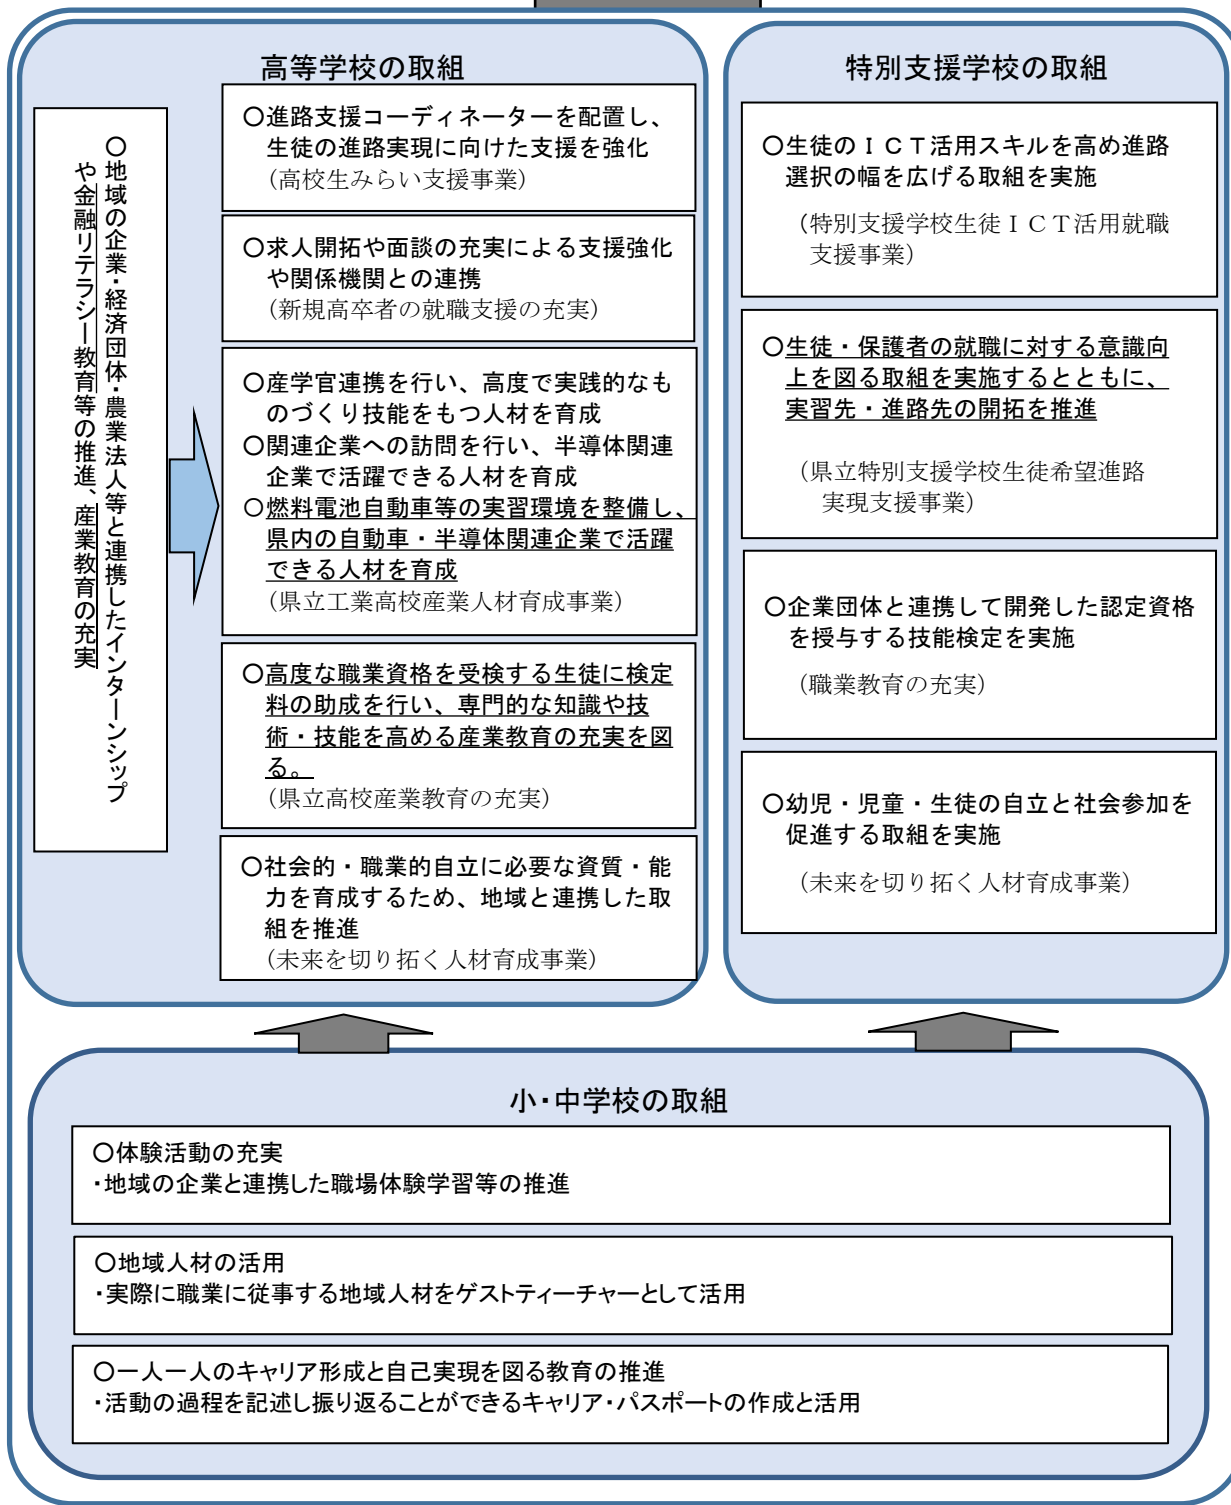 高等学校の取組
○地域の企業・経済団体・農業法人等と連携したインターンシップ
や金融リテラシー教育等の推進、産業教育の充実
○進路支援コーディネーターを配置し、
生徒の進路実現に向けた支援を強化
（高校生みらい支援事業）
○求人開拓や面談の充実による支援強化
や関係機関との連携
（新規高卒者の就職支援の充実）
○産学官連携を行い、高度で実践的なも
のづくり技能をもつ人材を育成
○関連企業への訪問を行い、半導体関連
企業で活躍できる人材を育成
○燃料電池自動車等の実習環境を整備し、
県内の自動車・半導体関連企業で活躍
できる人材を育成
（県立工業高校産業人材育成事業）
○高度な職業資格を受検する生徒に検定
料の助成を行い、専門的な知識や技
術・技能を高める産業教育の充実を図
る。
（県立高校産業教育の充実）
○社会的・職業的自立に必要な資質・能
力を育成するため、地域と連携した取
組を推進
（未来を切り拓く人材育成事業）
特別支援学校の取組
○生徒のＩＣＴ活用スキルを高め進路
選択の幅を広げる取組を実施
（特別支援学校生徒ＩＣＴ活用就職
支援事業）
○生徒・保護者の就職に対する意識向
上を図る取組を実施するとともに、
実習先・進路先の開拓を推進
（県立特別支援学校生徒希望進路
実現支援事業）
○企業団体と連携して開発した認定資格
を授与する技能検定を実施
（職業教育の充実）
○幼児・児童・生徒の自立と社会参加を
促進する取組を実施
（未来を切り拓く人材育成事業）
小・中学校の取組
○体験活動の充実
・地域の企業と連携した職場体験学習等の推進
○地域人材の活用
・実際に職業に従事する地域人材をゲストティーチャーとして活用
○一人一人のキャリア形成と自己実現を図る教育の推進
・活動の過程を記述し振り返ることができるキャリア・パスポートの作成と活用